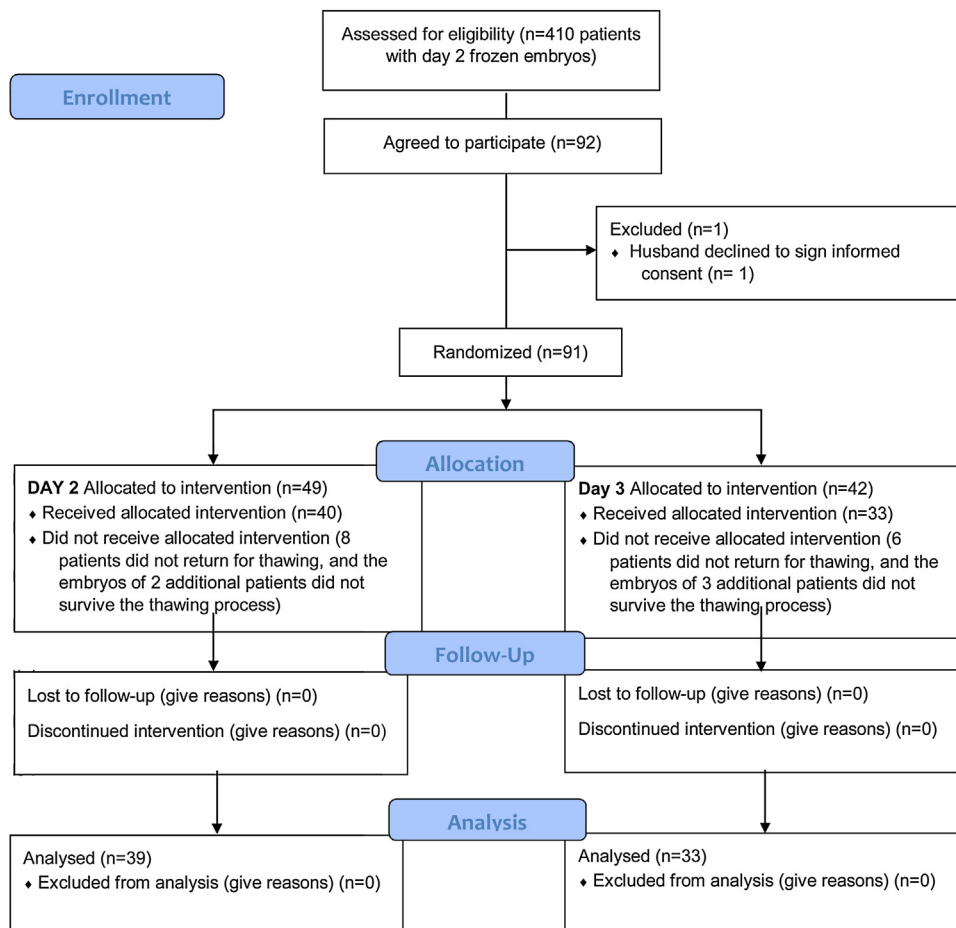 Assessed for eligibility (n=410 patients
with day 2 frozen embryos)
Enrollment
Agreed to participate (n=92)
Excluded (n=1)
♦ Husband declined to sign informed
consent (n= 1)
Randomized (n=91)
Allocation
DAY 2 Allocated to intervention (n=49)
♦ Received allocated intervention (n=40)
♦ Did not receive allocated intervention (8
patients did not return for thawing, and the
embryos of 2 additional patients did not
survive the thawing process)
Day 3 Allocated to intervention (n=42)
♦ Received allocated intervention (n=33)
♦ Did not receive allocated intervention (6
patients did not return for thawing, and the
embryos of 3 additional patients did not
survive the thawing process)
Follow-Up
Lost to follow-up (give reasons) (n=0)
Discontinued intervention (give reasons) (n=0)
Lost to follow-up (give reasons) (n=0)
Discontinued intervention (give reasons) (n=0)
Analysis
Analysed (n=39)
♦ Excluded from analysis (give reasons) (n=0)
Analysed (n=33)
♦ Excluded from analysis (give reasons) (n=0)